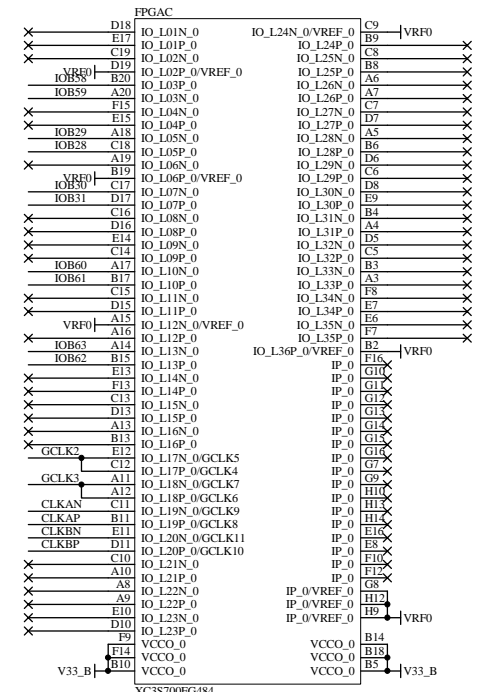 FPGAC
D18 IO_L01N_0 IO_L24N_0/VREF_0 C9 VRF0
E17 IO_L01P_0 IO_L24P_0 B9
C19 IO_L02N_0 IO_L25N_0 C8
VRF0 D19 IO_L02P_0/VREF_0 IO_L25P_0 B8
IOB58 B20 IO_L03P_0 IO_L26N_0 A6
IOB59 A20 IO_L03N_0 IO_L26P_0 A7
F15 IO_L04N_0 IO_L27N_0 C7
E15 IO_L04P_0 IO_L27P_0 D7
IOB29 A18 IO_L05N_0 IO_L28N_0 A5
IOB28 C18 IO_L05P_0 IO_L28P_0 B6
A19 IO_L06N_0 IO_L29N_0 D6
VRF0 B19 IO_L06P_0/VREF_0 IO_L29P_0 C6
IOB30 C17 IO_L07N_0 IO_L30N_0 D8
IOB31 D17 IO_L07P_0 IO_L30P_0 E9
C16 IO_L08N_0 IO_L31N_0 B4
D16 IO_L08P_0 IO_L31P_0 A4
E14 IO_L09N_0 IO_L32N_0 D5
C14 IO_L09P_0 IO_L32P_0 C5
IOB60 A17 IO_L10N_0 IO_L33N_0 B3
IOB61 B17 IO_L10P_0 IO_L33P_0 A3
C15 IO_L11N_0 IO_L34N_0 F8
D15 IO_L11P_0 IO_L34P_0 E7
VRF0 A15 IO_L12N_0/VREF_0 IO_L35N_0 E6
A16 IO_L12P_0 IO_L35P_0 F7
IOB63 A14 IO_L13N_0 IO_L36P_0/VREF_0 B2 VRF0
IOB62 B15 IO_L13P_0 IP_0 F16
E13 IO_L14N_0 IP_0 G10
F13 IO_L14P_0 IP_0 G11
C13 IO_L15N_0 IP_0 G12
D13 IO_L15P_0 IP_0 G13
A13 IO_L16N_0 IP_0 G14
B13 IO_L16P_0 IP_0 G15
GCLK2 E12 IO_L17N_0/GCLK5 IP_0 G16
C12 IO_L17P_0/GCLK4 IP_0 G7
GCLK3 A11 IO_L18N_0/GCLK7 IP_0 G9
A12 IO_L18P_0/GCLK6 IP_0 H10
CLKAN C11 IO_L19N_0/GCLK9 IP_0 H13
CLKAP B11 IO_L19P_0/GCLK8 IP_0 H14
CLKBN E11 IO_L20N_0/GCLK11 IP_0 E16
CLKBP D11 IO_L20P_0/GCLK10 IP_0 E8
C10 IO_L21N_0 IP_0 F10
A10 IO_L21P_0 IP_0 F12
A8 IO_L22N_0 IP_0/VREF_0 G8
A9 IO_L22P_0 IP_0/VREF_0 H12
E10 IO_L23N_0 IP_0/VREF_0 H9 VRF0
D10 IO_L23P_0
F9 VCCO_0 VCCO_0 B14
F14 VCCO_0 VCCO_0 B18
V33_B B10 VCCO_0 VCCO_0 B5 V33_B
XC3S700FG484